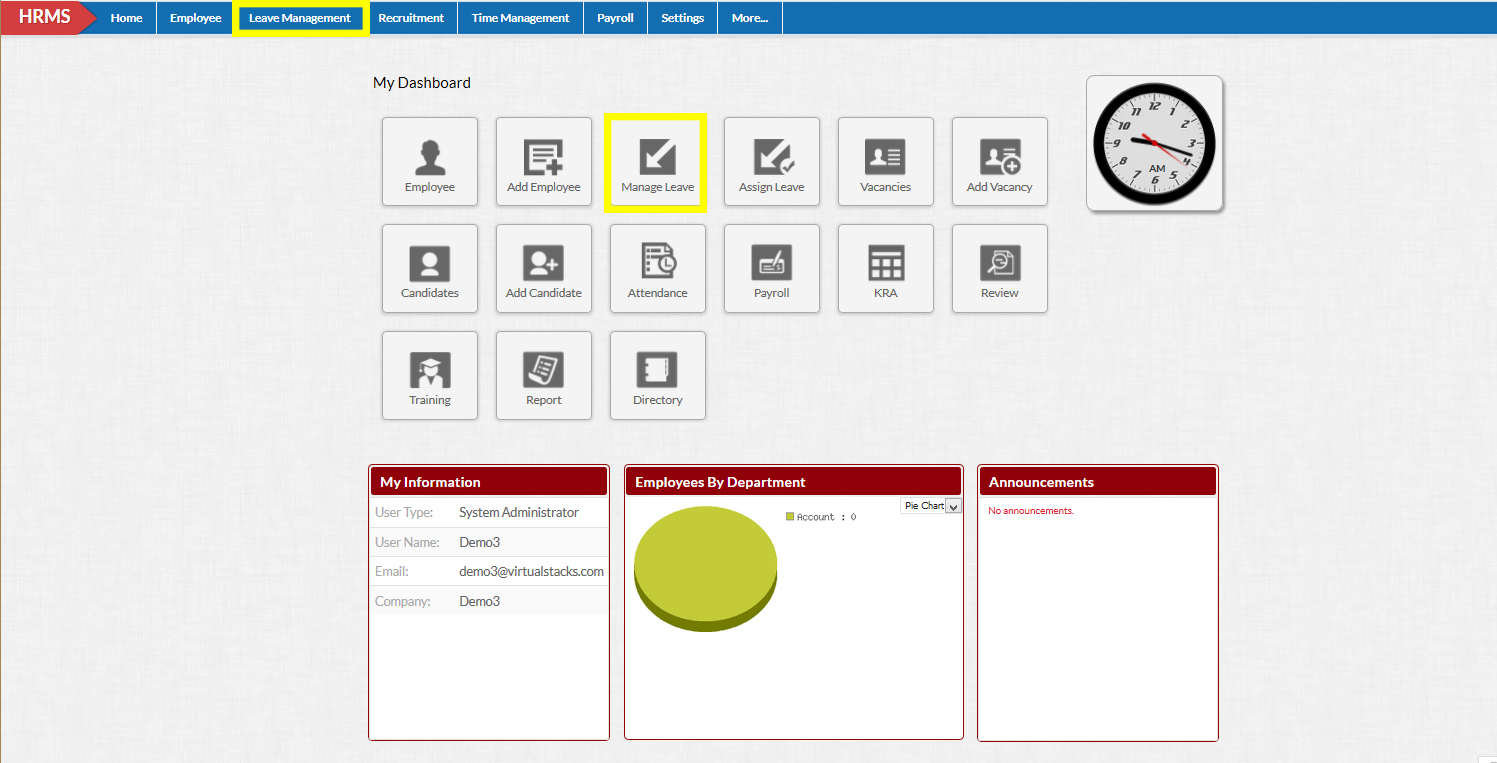 HRMS Home Employee Leave Management Recruitment Time Management Payroll Settings More...
My Dashboard
Employee Add Employee Manage Leave Assign Leave Vacancies Add Vacancy
12
1
2
3
4
5
6
7
8
9
10
11
AM
Candidates Add Candidate Attendance Payroll KRA Review
Training Report Directory
My Information
User Type: System Administrator
User Name: Demo3
Email: demo3@virtualstacks.com
Company: Demo3
Employees By Department
Pie Chart
Account : 0
Announcements
No announcements.